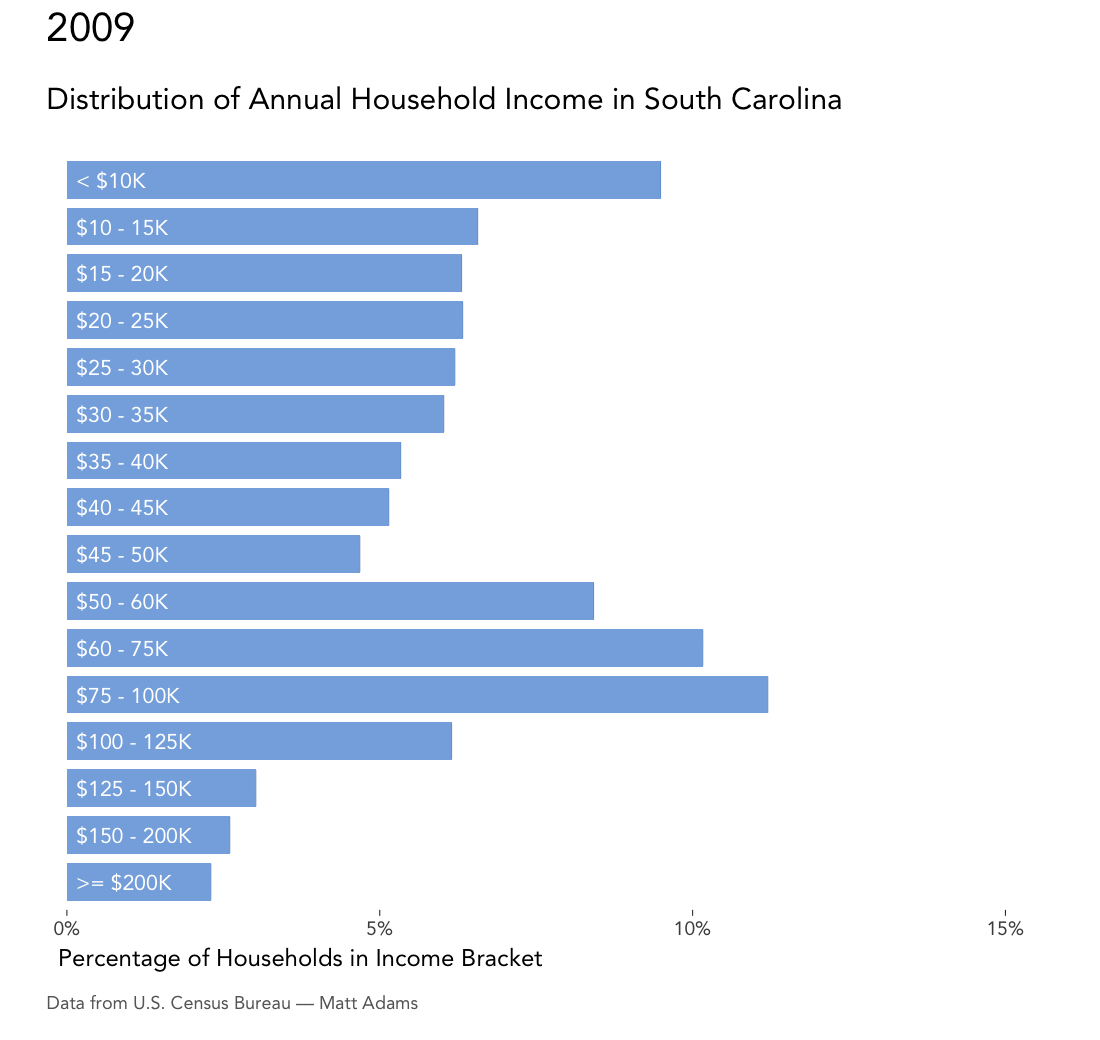 2009
Distribution of Annual Household Income in South Carolina
< $10K
$10 - 15K
$15 - 20K
$20 - 25K
$25 - 30K
$30 - 35K
$35 - 40K
$40 - 45K
$45 - 50K
$50 - 60K
$60 - 75K
$75 - 100K
$100 - 125K
$125 - 150K
$150 - 200K
>= $200K
0% 5% 10% 15%
Percentage of Households in Income Bracket
Data from U.S. Census Bureau — Matt Adams